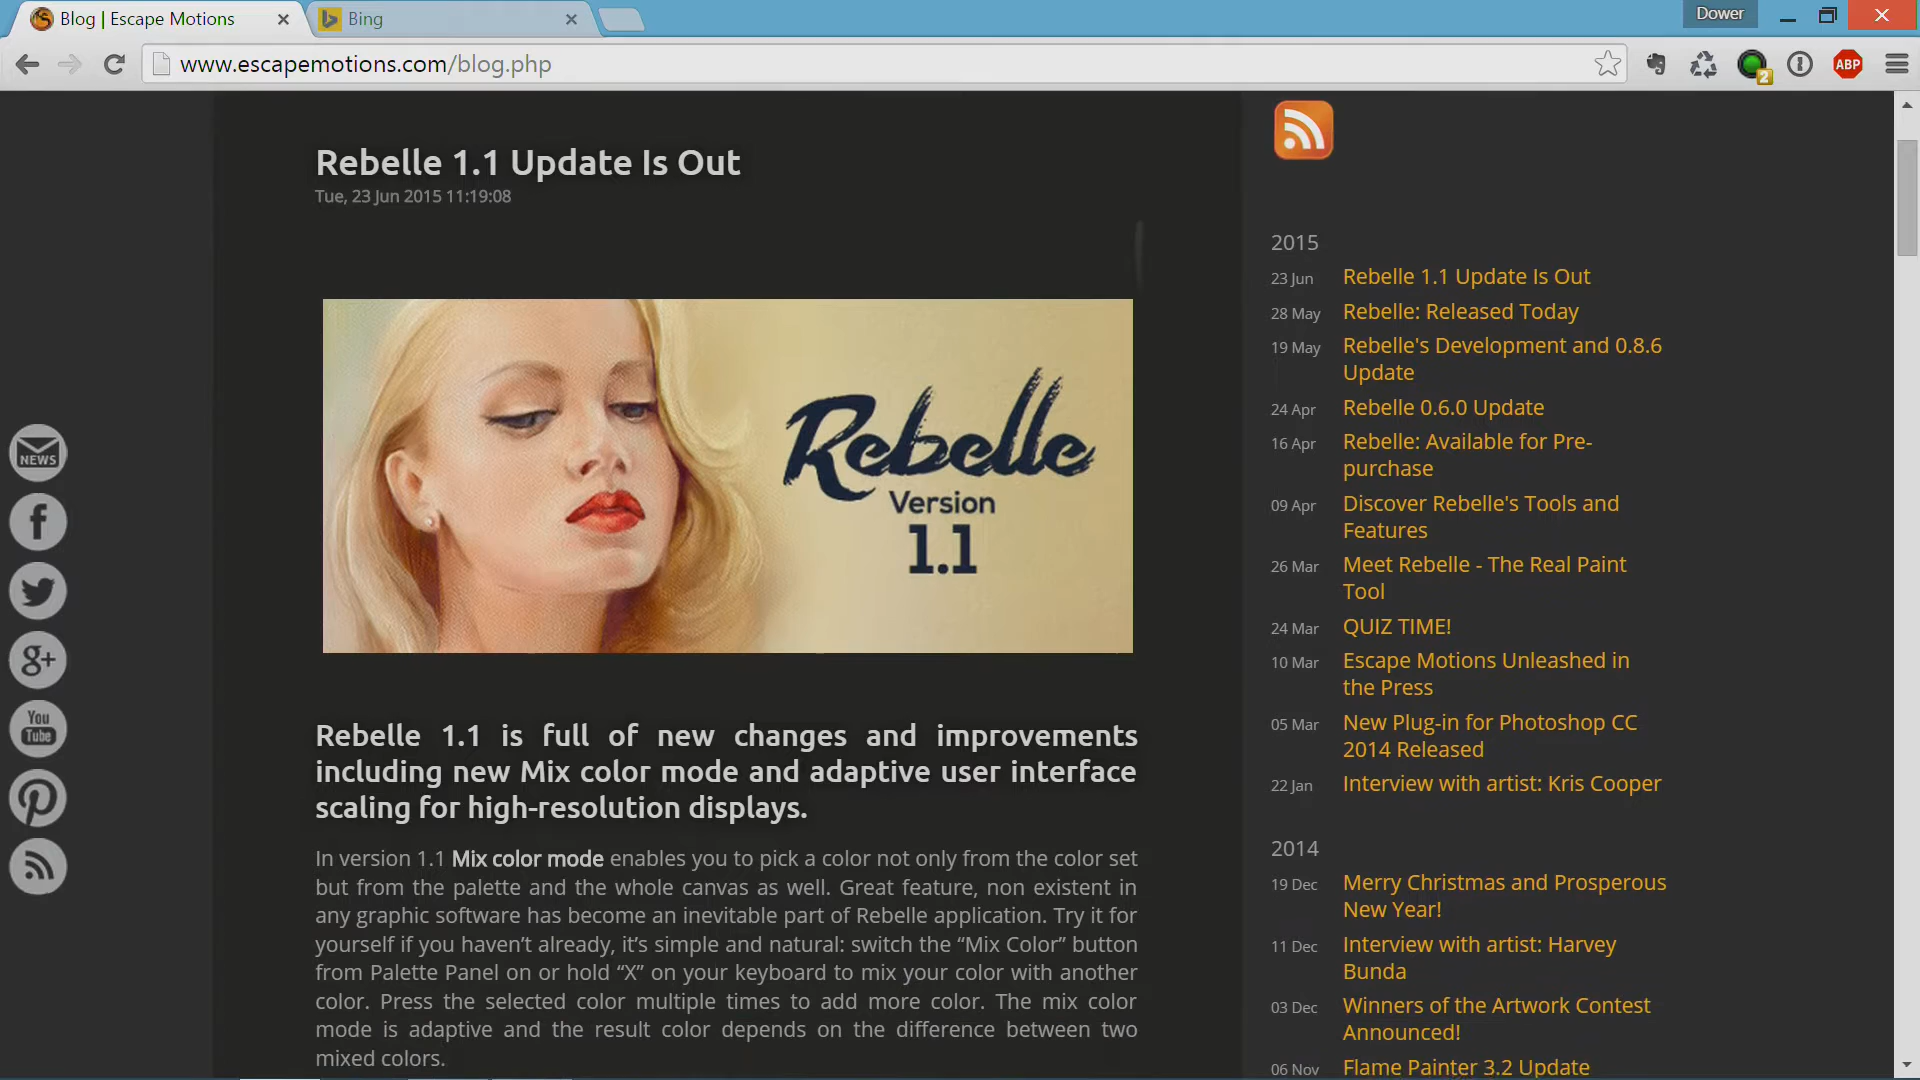 Blog | Escape Motions
Bing
Dower
www.escapemotions.com/blog.php
2
ABP
Rebelle 1.1 Update Is Out
Tue, 23 Jun 2015 11:19:08
Rebelle
Version
1.1
Rebelle 1.1 is full of new changes and improvements
including new Mix color mode and adaptive user interface
scaling for high-resolution displays.
In version 1.1 Mix color mode enables you to pick a color not only from the color set
but from the palette and the whole canvas as well. Great feature, non existent in
any graphic software has become an inevitable part of Rebelle application. Try it for
yourself if you haven’t already, it’s simple and natural: switch the “Mix Color” button
from Palette Panel on or hold “X” on your keyboard to mix your color with another
color. Press the selected color multiple times to add more color. The mix color
mode is adaptive and the result color depends on the difference between two
mixed colors.
NEWS
f
g+
You
Tube
2015
23 Jun Rebelle 1.1 Update Is Out
28 May Rebelle: Released Today
19 May Rebelle's Development and 0.8.6
Update
24 Apr Rebelle 0.6.0 Update
16 Apr Rebelle: Available for Pre-
purchase
09 Apr Discover Rebelle's Tools and
Features
26 Mar Meet Rebelle - The Real Paint
Tool
24 Mar QUIZ TIME!
10 Mar Escape Motions Unleashed in
the Press
05 Mar New Plug-in for Photoshop CC
2014 Released
22 Jan Interview with artist: Kris Cooper
2014
19 Dec Merry Christmas and Prosperous
New Year!
11 Dec Interview with artist: Harvey
Bunda
03 Dec Winners of the Artwork Contest
Announced!
06 Nov Flame Painter 3.2 Update